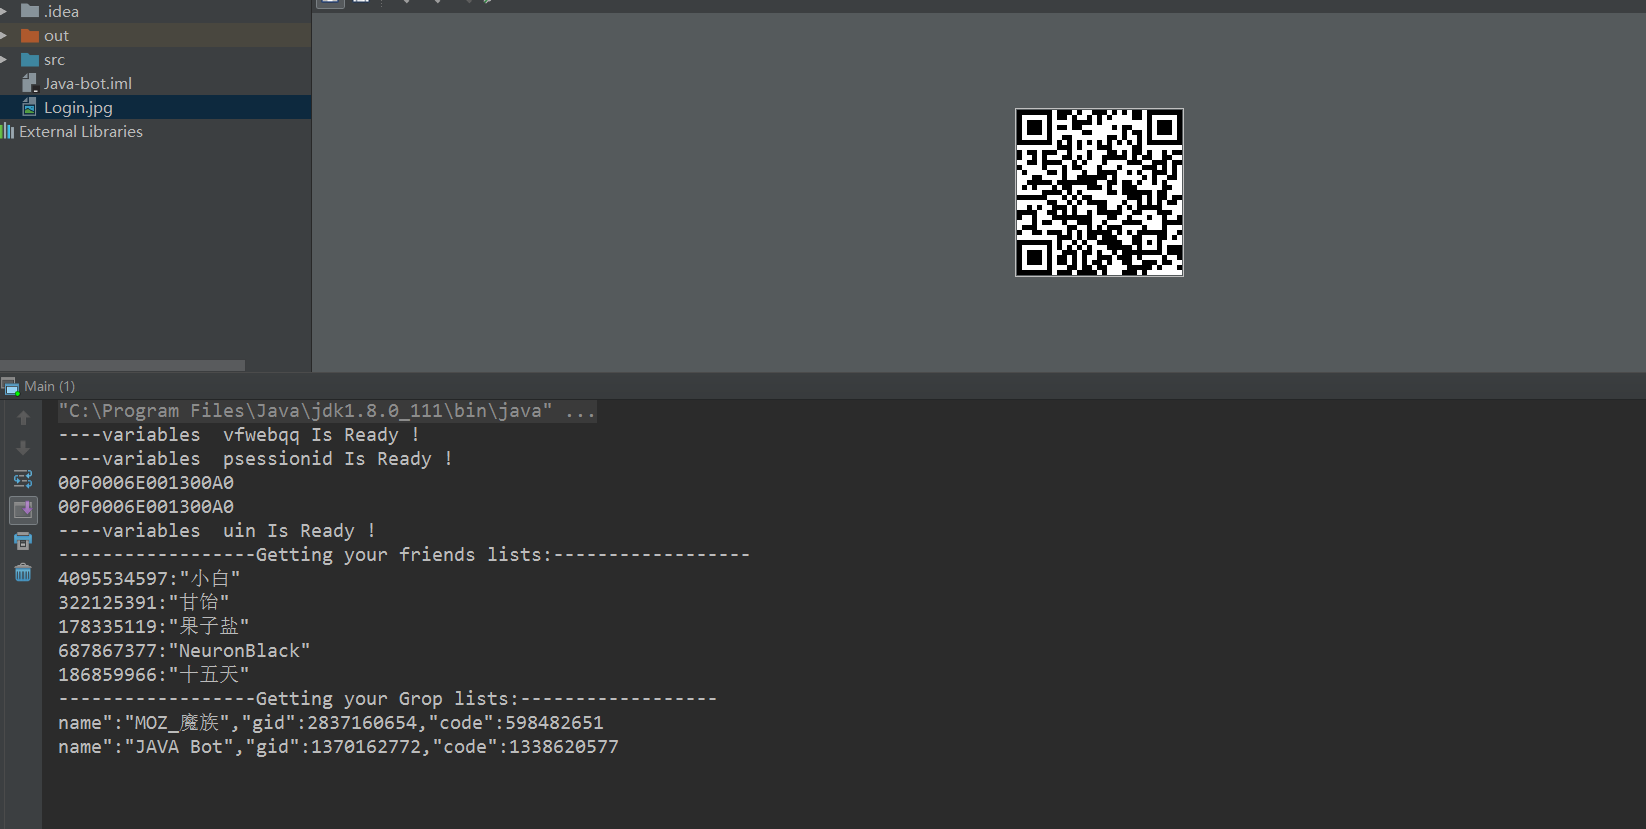 .idea
out
src
Java-bot.iml
Login.jpg
External Libraries
Main (1)
"C:\Program Files\Java\jdk1.8.0_111\bin\java" ...
----variables  vfwebqq Is Ready !
----variables  psessionid Is Ready !
00F0006E001300A0
00F0006E001300A0
----variables  uin Is Ready !
------------------Getting your friends lists:------------------
4095534597:"小白"
322125391:"甘饴"
178335119:"果子盐"
687867377:"NeuronBlack"
186859966:"十五天"
------------------Getting your Grop lists:------------------
name":"MOZ_魔族","gid":2837160654,"code":598482651
name":"JAVA Bot","gid":1370162772,"code":1338620577